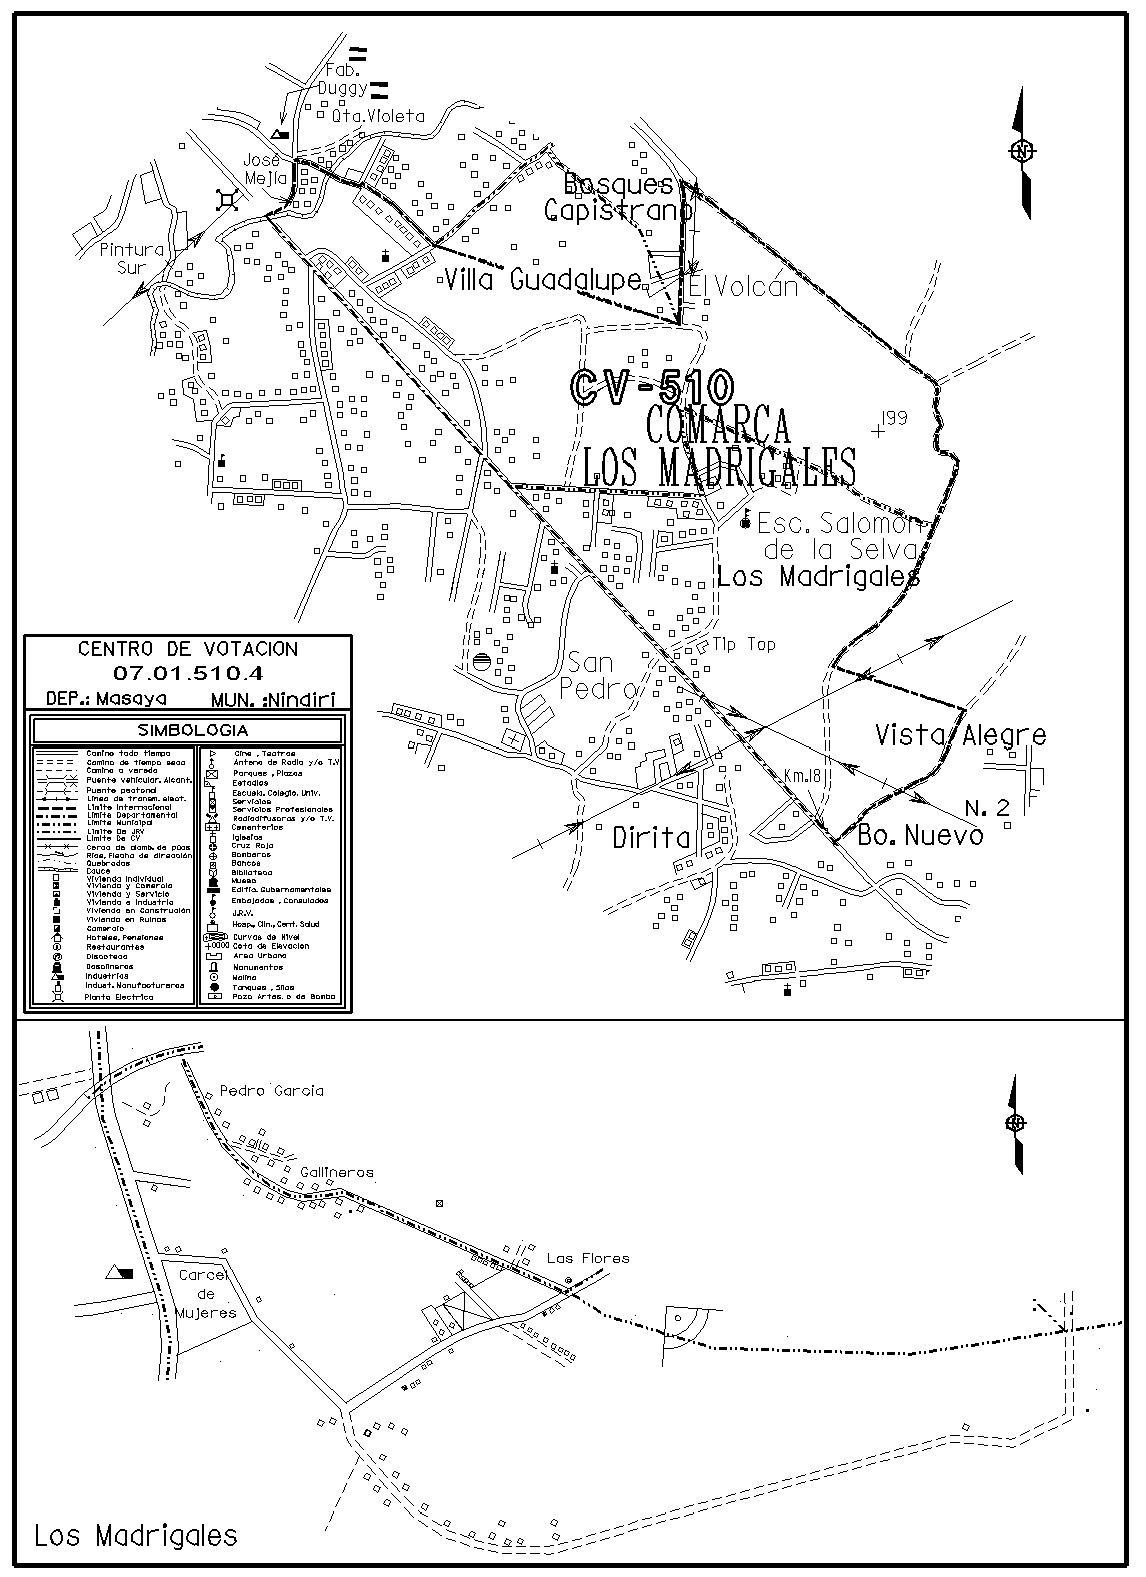 Fab.
Duggy
Qta.Violeta
José
Mejía
Bosques
Capistrano
Pintura
Sur
Villa Guadalupe
El Volcán
CV-510
COMARCA
LOS MADRIGALES
199
Esc. Salomón
de la Selva
Los Madrigales
Tip Top
San
Pedro
Vista Alegre
Km.18
N. 2
Dirita
Bo. Nuevo
CENTRO DE VOTACION
07.01.510.4
DEP.: Masaya MUN. :Nindiri
SIMBOLOGIA
Camino todo tiempo
Camino de tiempo seco
Camino o vereda
Puente vehicular. Alcant.
Puente peatonal
Linea de transm. elect.
Limite Internacional
Limite Departamental
Limite Municipal
Limite De JRV
Limite De CV
Cerca de alamb. de púas
Rios, Flecha de dirección
Quebradas
Cauce
Vivienda Individual
Vivienda y Comercio
Vivienda y Servicio
Vivienda e Industria
Vivienda en Construcción
Vivienda en Ruinas
Comercio
Hoteles, Pensiones
Restaurantes
Discoteca
Gasolineras
Industrias
Indust. Manufactureras
Planta Electrica
Cine , Teatros
Antena de Radio y/o T.V
Parques , Plazas
Estadios
Escuela. Colegio. Univ.
Servicios
Servicios Profesionales
Radiodifusoras y/o T.V.
Cementerios
Iglesias
Cruz Roja
Bomberos
Bancos
Biblioteca
Museo
Edific. Gubernamentales
Embajadas , Consulados
J.R.V.
Hosp., Clin., Cent. Salud
Curvas de Nivel
+0000 Cota de Elevacion
Area Urbana
Monumentos
Molino
Tanques , Silos
Pozo Artes. o de Bomba
Pedro Garcia
Gallineros
Las Flores
Carcel
de
Mujeres
Los Madrigales